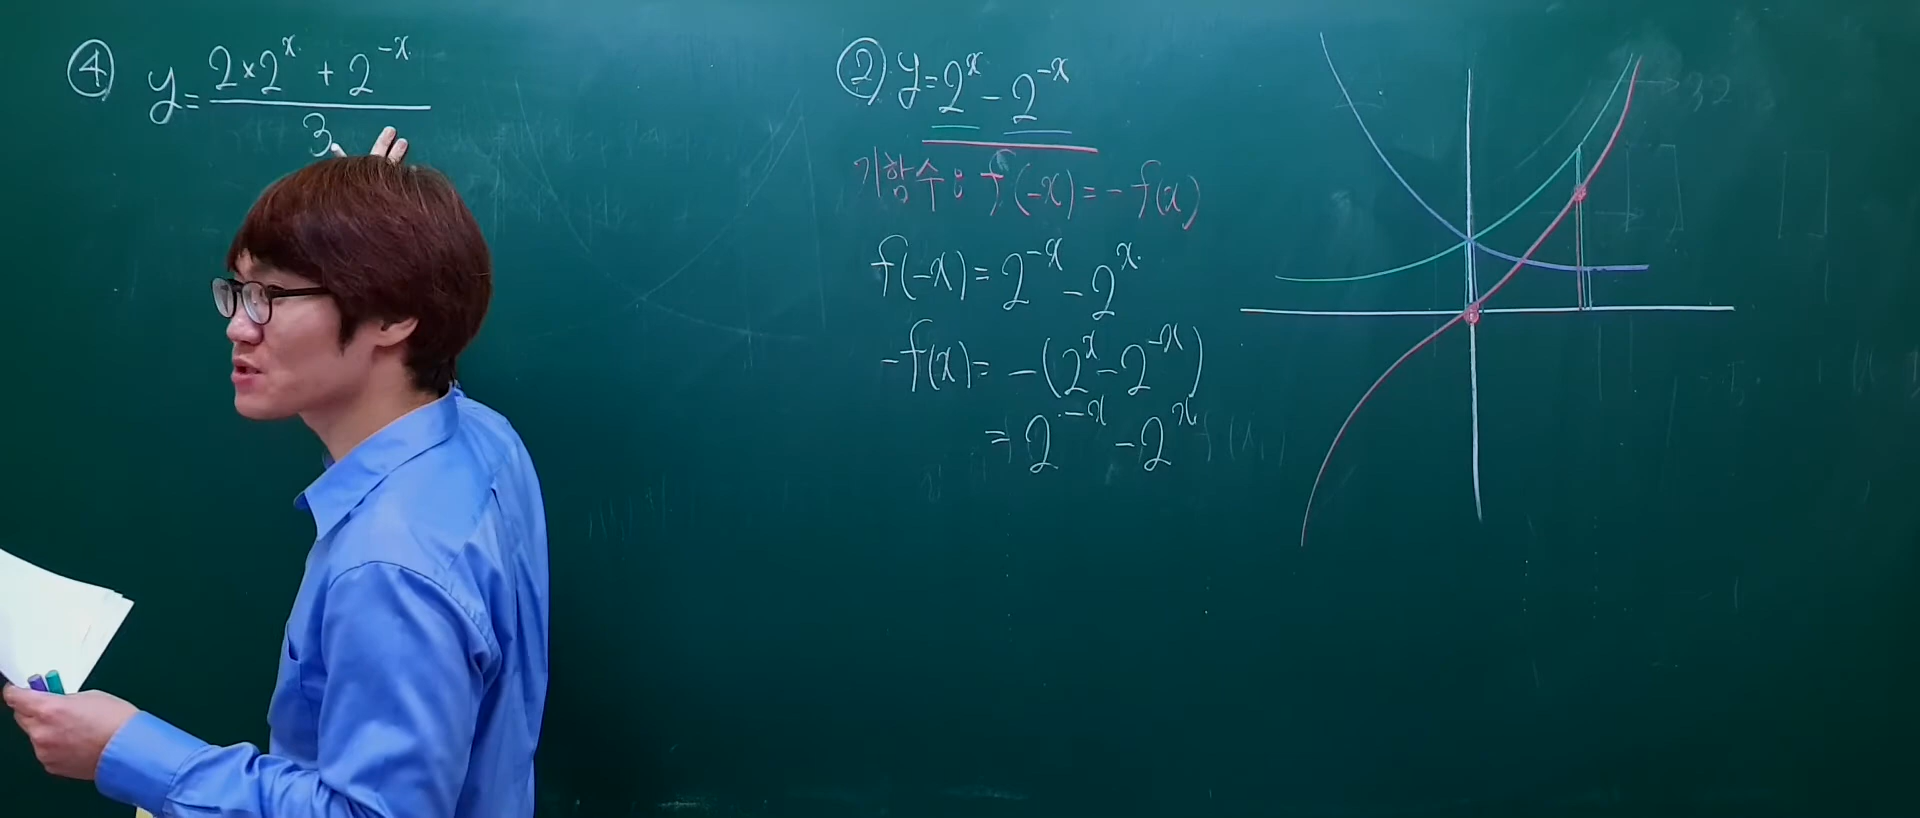 ④ y = (2×2^x + 2^-x) / 3
② y = 2^x - 2^-x
기함수: f(-x) = -f(x)
f(-x) = 2^-x - 2^x
-f(x) = -(2^x - 2^-x)
= 2^-x - 2^x